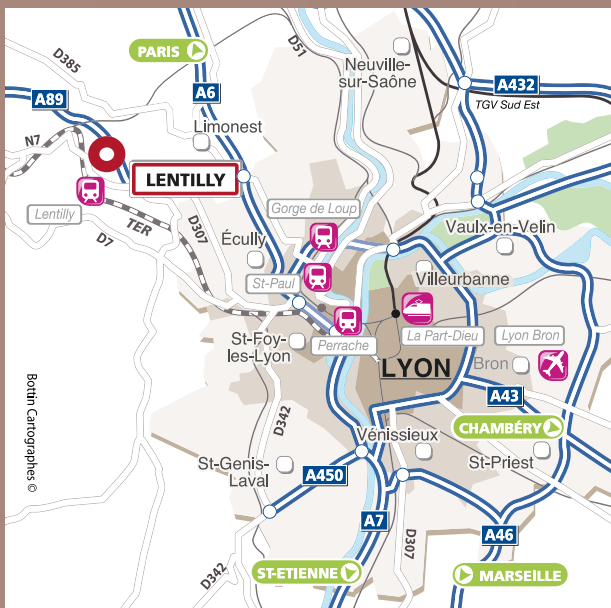 D51
PARIS
D385
Neuville-
sur-Saône
A432
TGV Sud Est
A89
A6
N7
Limonest
LENTILLY
Lentilly
TER
D307
D7
Gorge de Loup
Écully
Vaulx-en-Velin
St-Paul
Villeurbanne
St-Foy-
les-Lyon
Perrache
La Part-Dieu
Lyon Bron
Bron
LYON
A43
Bottin Cartographes ©
D342
CHAMBÉRY
Vénissieux
St-Genis-
Laval
A450
St-Priest
A7
D307
A46
D342
ST-ETIENNE
MARSEILLE